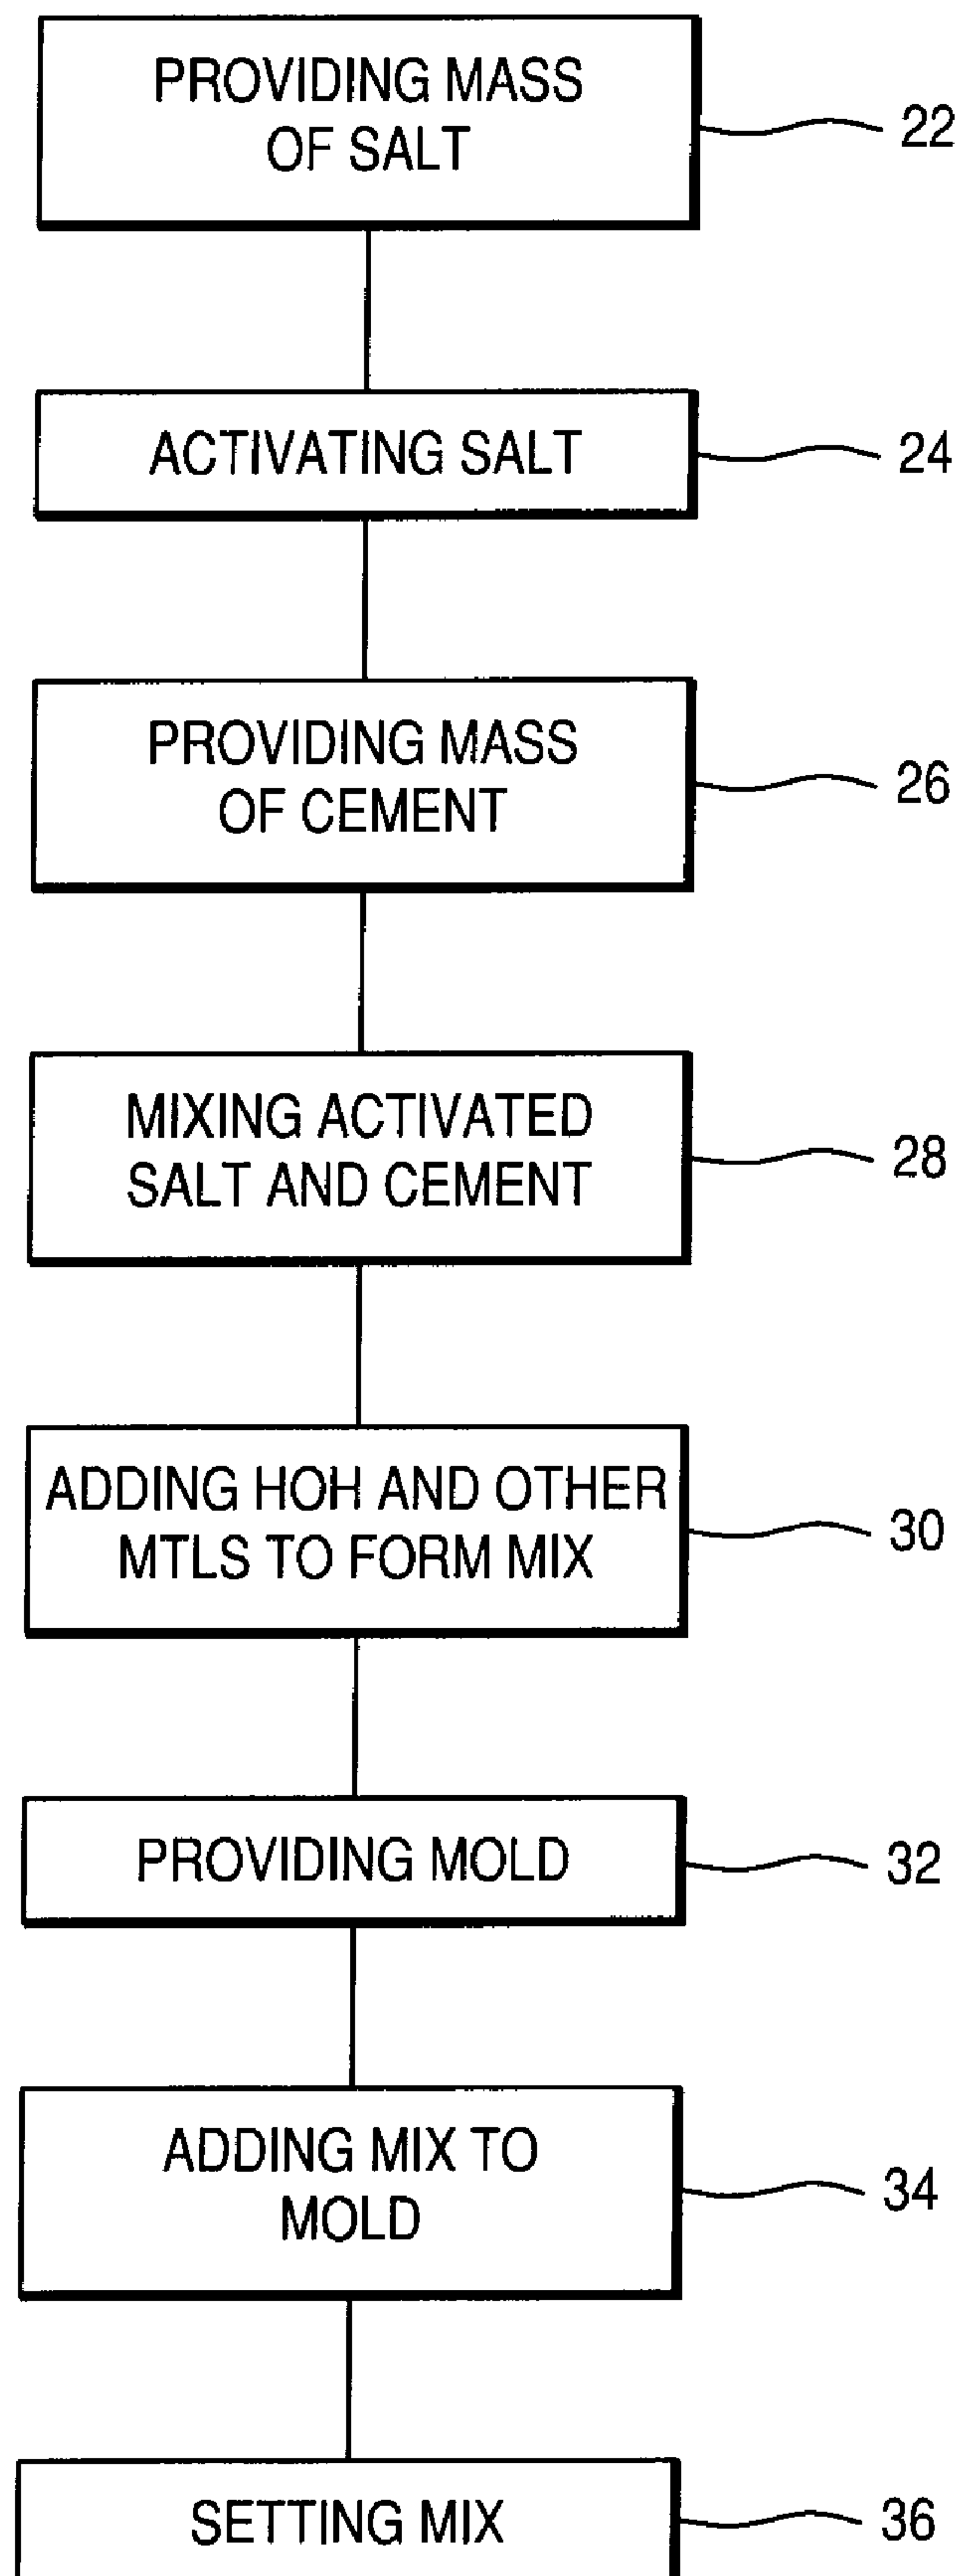 PROVIDING MASS
OF SALT
22
ACTIVATING SALT
24
PROVIDING MASS
OF CEMENT
26
MIXING ACTIVATED
SALT AND CEMENT
28
ADDING HOH AND OTHER
MTLS TO FORM MIX
30
PROVIDING MOLD
32
ADDING MIX TO
MOLD
34
SETTING MIX
36